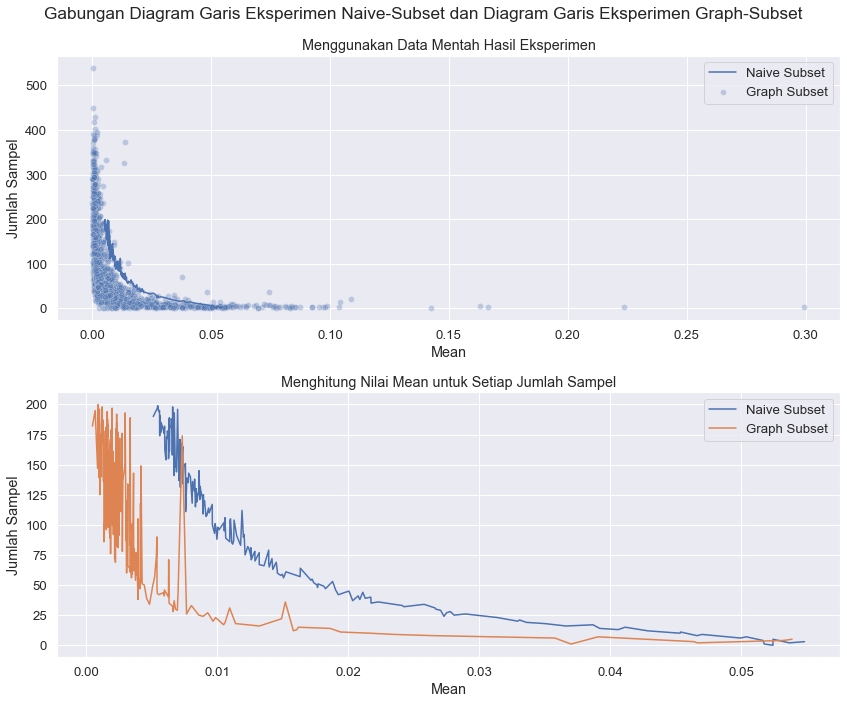 Gabungan Diagram Garis Eksperimen Naive-Subset dan Diagram Garis Eksperimen Graph-Subset
Menggunakan Data Mentah Hasil Eksperimen
Naive Subset
Graph Subset
500
400
300
200
100
0
Jumlah Sampel
0.00 0.05 0.10 0.15 0.20 0.25 0.30
Mean
Menghitung Nilai Mean untuk Setiap Jumlah Sampel
Naive Subset
Graph Subset
200
175
150
125
100
75
50
25
0
Jumlah Sampel
0.00 0.01 0.02 0.03 0.04 0.05
Mean